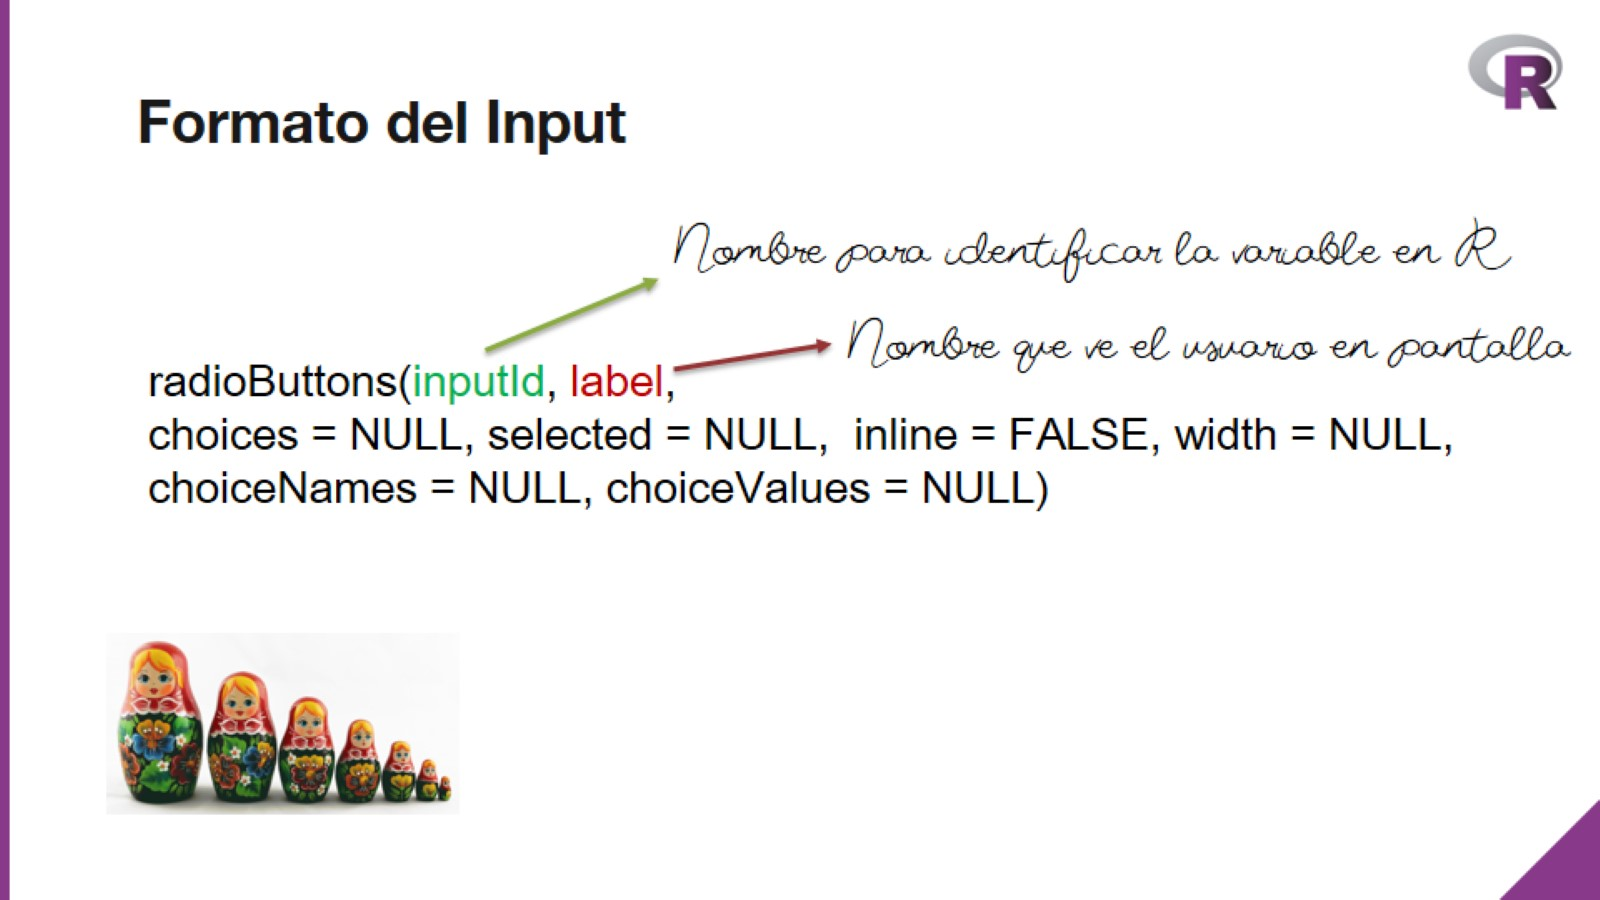 R
Formato del Input
Nombre para identificar la variable en R
Nombre que ve el usuario en pantalla
radioButtons(inputId, label,
choices = NULL, selected = NULL,  inline = FALSE, width = NULL,
choiceNames = NULL, choiceValues = NULL)